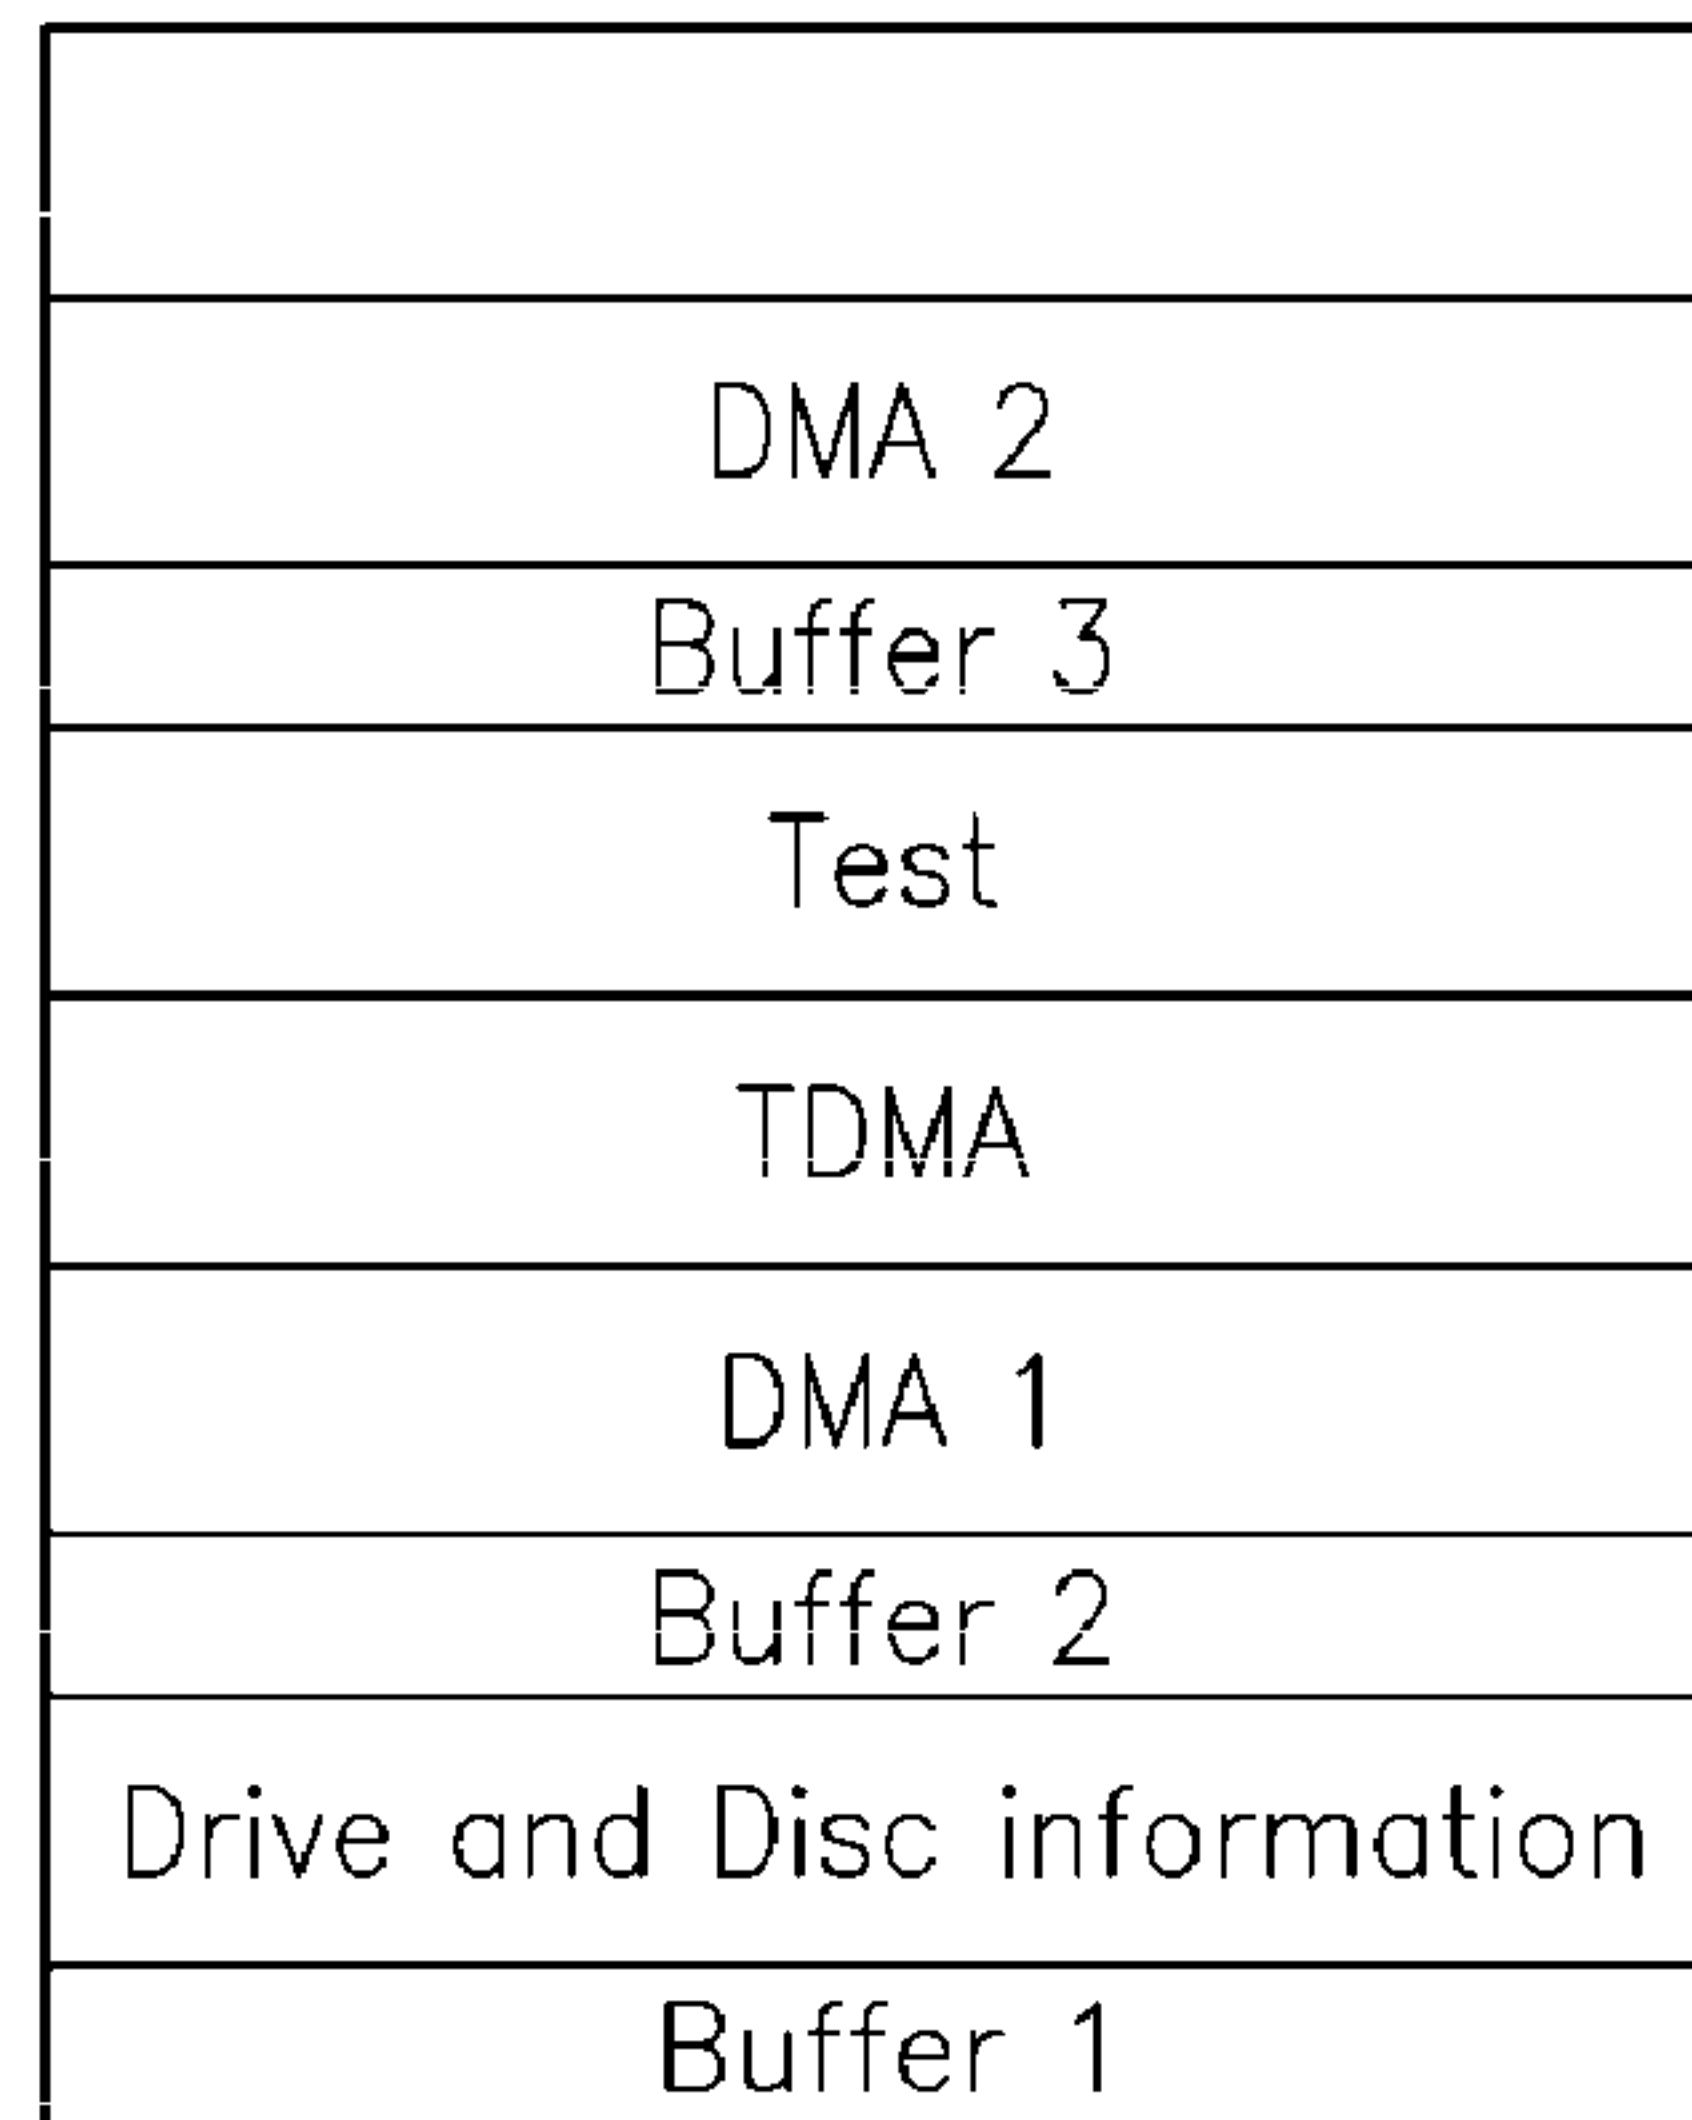 DMA 2
Buffer 3
Test
TDMA
DMA 1
Buffer 2
Drive and Disc information
Buffer 1